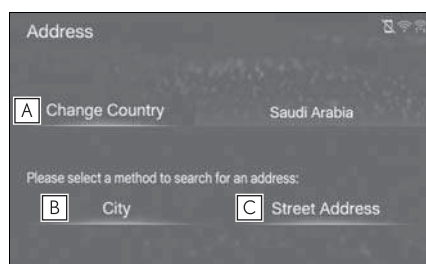 Address
A Change Country Saudi Arabia
Please select a method to search for an address:
B City C Street Address